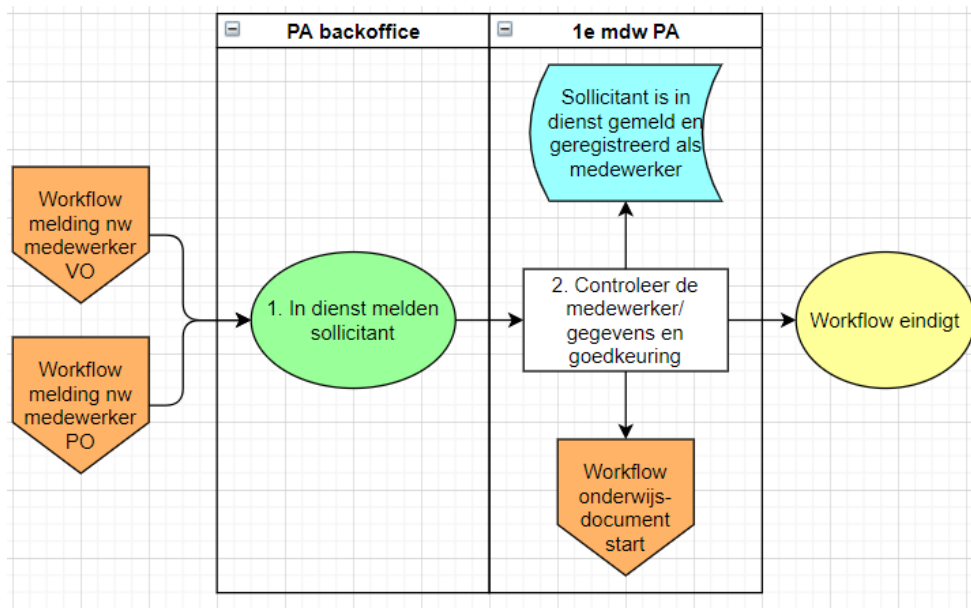 PA backoffice
1e mdw PA
Sollicitant is in
dienst gemeld en
geregistreerd als
medewerker
Workflow
melding nw
medewerker
VO
1. In dienst melden
sollicitant
2. Controleer de
medewerker/
gegevens en
goedkeuring
Workflow eindigt
Workflow
melding nw
medewerker
PO
Workflow
onderwijs-
document
start